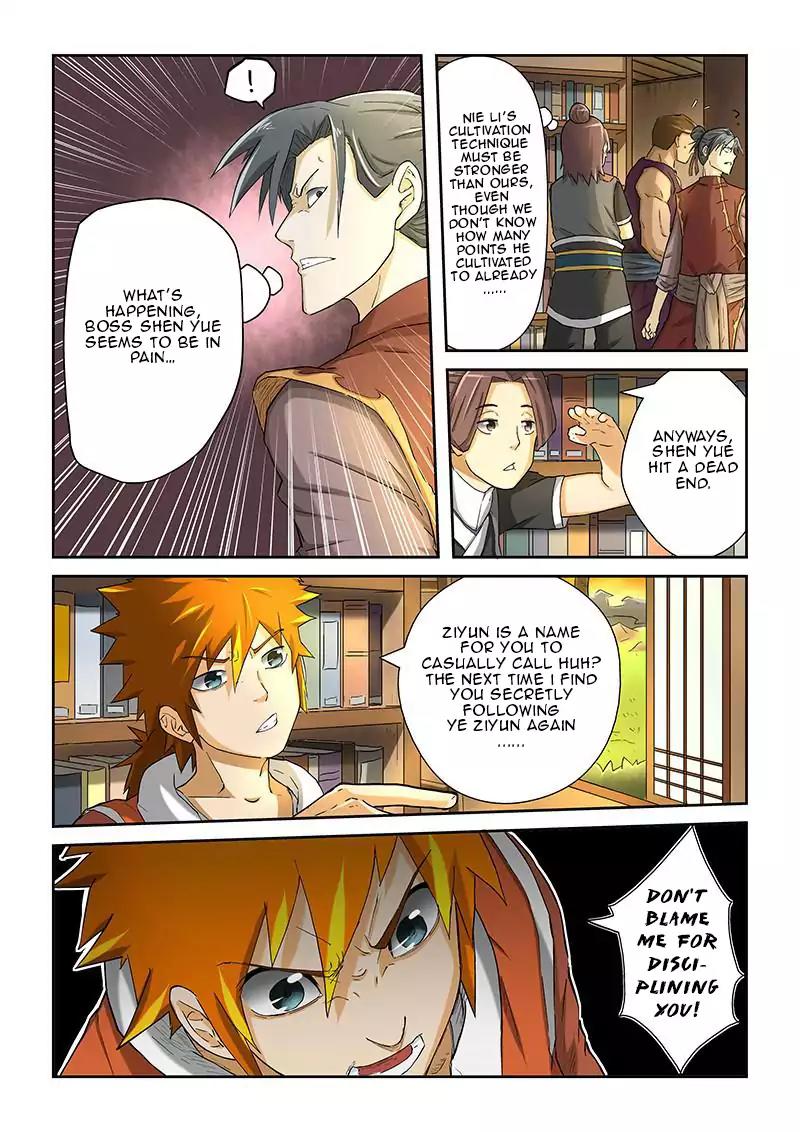 !
WHAT'S
HAPPENING,
BOSS SHEN YUE
SEEMS TO BE IN
PAIN...
NIE LI'S
CULTIVATION
TECHNIQUE
MUST BE
STRONGER
THAN OURS,
EVEN
THOUGH WE
DON'T KNOW
HOW MANY
POINTS HE
CULTIVATED
TO ALREADY
......
?
ANYWAYS,
SHEN YUE
HIT A DEAD
END.
ZIYUN IS A NAME
FOR YOU TO
CASUALLY CALL HUH?
THE NEXT TIME I FIND
YOU SECRETLY
FOLLOWING
YE ZIYUN AGAIN
......
DON'T
BLAME
ME FOR
DISCI-
PLINING
YOU!